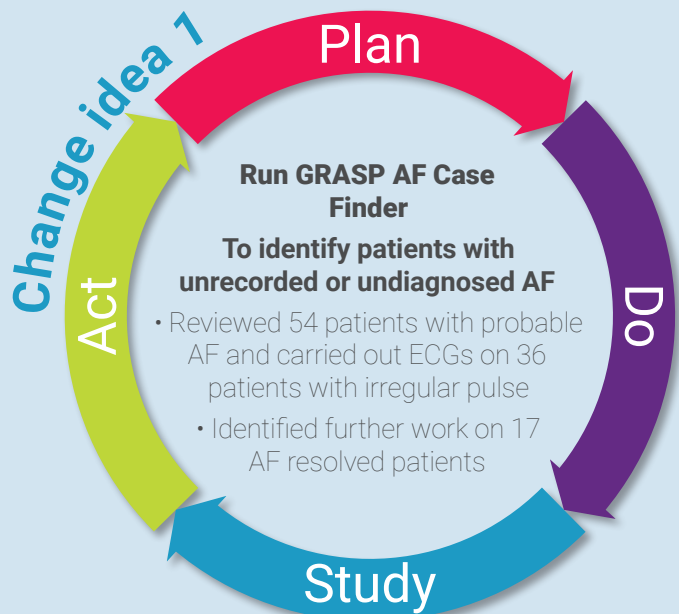 Change idea 1
Plan
Do
Study
Act
Run GRASP AF Case
Finder
To identify patients with
unrecorded or undiagnosed AF
• Reviewed 54 patients with probable
AF and carried out ECGs on 36
patients with irregular pulse
• Identified further work on 17
AF resolved patients